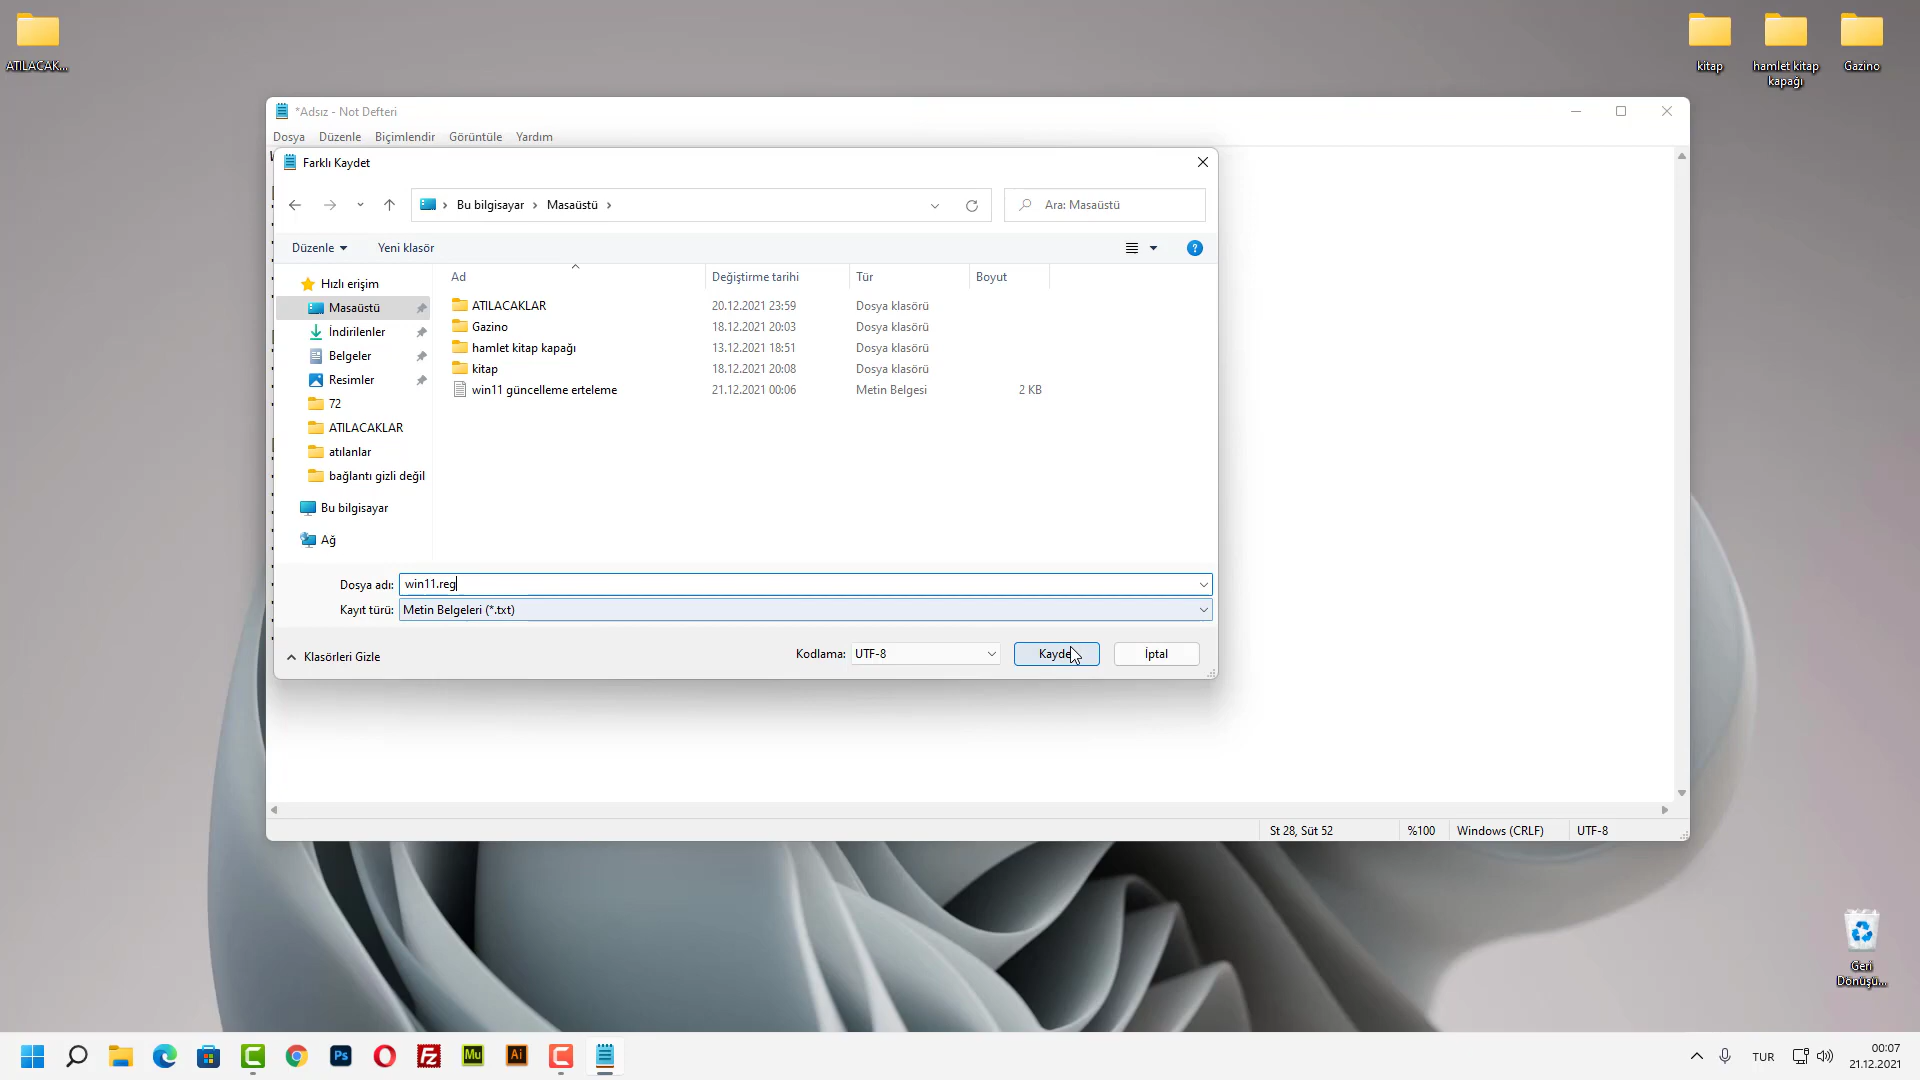 ATILACAK...
kitap
hamlet kitap
kapağı
Gazino
*Adsız - Not Defteri
Dosya Düzenle Biçimlendir Görüntüle Yardım
Farklı Kaydet
Bu bilgisayar > Masaüstü >
Ara: Masaüstü
Düzenle
Yeni klasör
Ad
Değiştirme tarihi
Tür
Boyut
Hızlı erişim
Masaüstü
İndirilenler
Belgeler
Resimler
72
ATILACAKLAR
atılanlar
bağlantı gizli değil
Bu bilgisayar
Ağ
ATILACAKLAR 20.12.2021 23:59 Dosya klasörü
Gazino 18.12.2021 20:03 Dosya klasörü
hamlet kitap kapağı 13.12.2021 18:51 Dosya klasörü
kitap 18.12.2021 20:08 Dosya klasörü
win11 güncelleme erteleme 21.12.2021 00:06 Metin Belgesi 2 KB
Dosya adı: win11.reg
Kayıt türü: Metin Belgeleri (*.txt)
Klasörleri Gizle
Kodlama: UTF-8
İptal
St 28, Süt 52
%100
Windows (CRLF)
UTF-8
Geri
Dönüşü...
Ps
Fz
Mu
Ai
TUR
00:07
21.12.2021